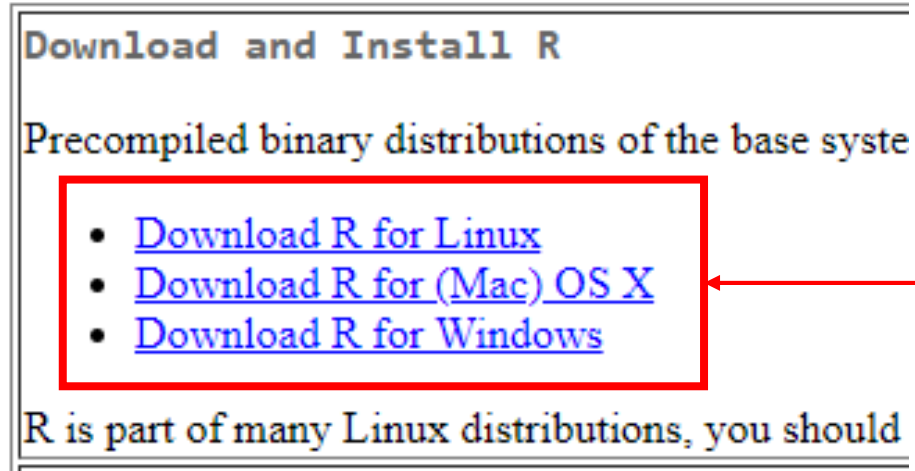 Download and Install R
Precompiled binary distributions of the base syste
Download R for Linux
Download R for (Mac) OS X
Download R for Windows
R is part of many Linux distributions, you should